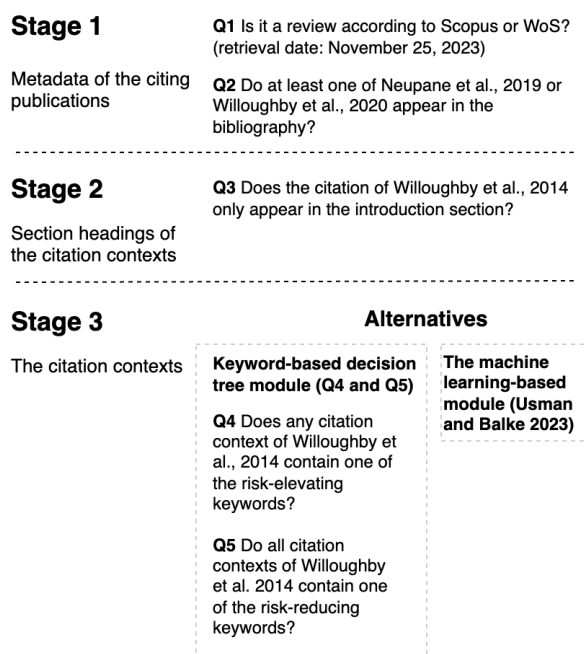 Stage 1
Metadata of the citing
publications
Q1 Is it a review according to Scopus or WoS?
(retrieval date: November 25, 2023)
Q2 Do at least one of Neupane et al., 2019 or
Willoughby et al., 2020 appear in the
bibliography?
Stage 2
Section headings of
the citation contexts
Q3 Does the citation of Willoughby et al., 2014
only appear in the introduction section?
Stage 3
The citation contexts
Alternatives
Keyword-based decision
tree module (Q4 and Q5)
Q4 Does any citation
context of Willoughby et
al., 2014 contain one of
the risk-elevating
keywords?
Q5 Do all citation
contexts of Willoughby
et al. 2014 contain one
of the risk-reducing
keywords?
The machine
learning-based
module (Usman
and Balke 2023)